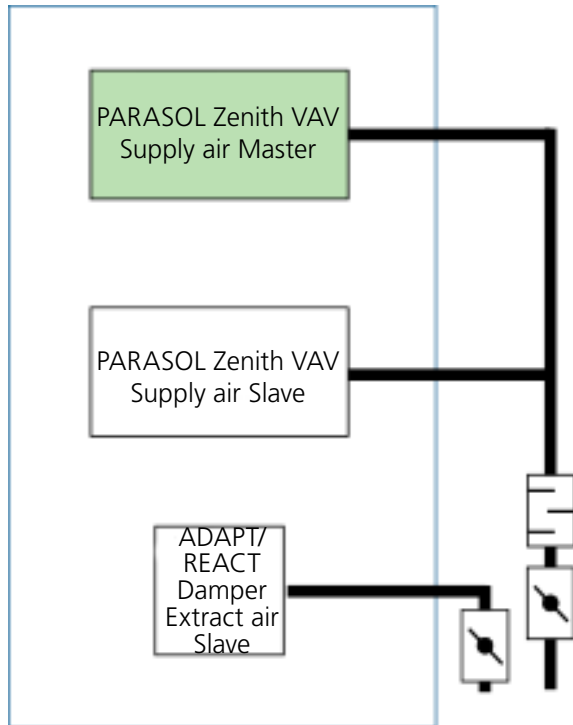 PARASOL Zenith VAV
Supply air Master
PARASOL Zenith VAV
Supply air Slave
ADAPT/
REACT
Damper
Extract air
Slave